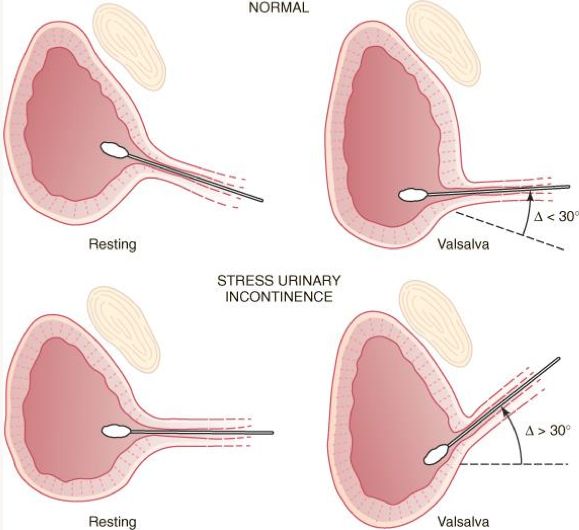 NORMAL
Resting
Valsalva
Δ < 30°
STRESS URINARY
INCONTINENCE
Resting
Valsalva
Δ > 30°